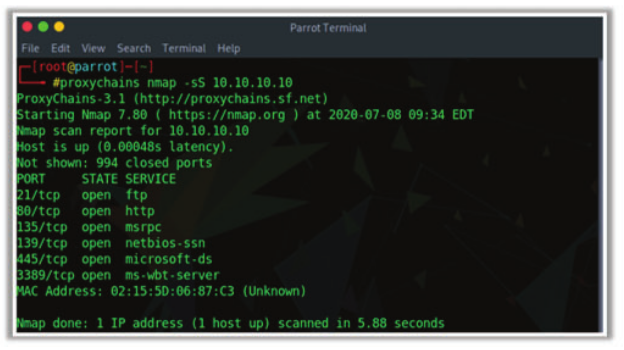 Parrot Terminal
File Edit View Search Terminal Help
[root@parrot]-[~]
#proxychains nmap -sS 10.10.10.10
ProxyChains-3.1 (http://proxychains.sf.net)
Starting Nmap 7.80 ( https://nmap.org ) at 2020-07-08 09:34 EDT
Nmap scan report for 10.10.10.10
Host is up (0.00048s latency).
Not shown: 994 closed ports
PORT STATE SERVICE
21/tcp open ftp
80/tcp open http
135/tcp open msrpc
139/tcp open netbios-ssn
445/tcp open microsoft-ds
3389/tcp open ms-wbt-server
MAC Address: 02:15:5D:06:87:C3 (Unknown)
Nmap done: 1 IP address (1 host up) scanned in 5.88 seconds